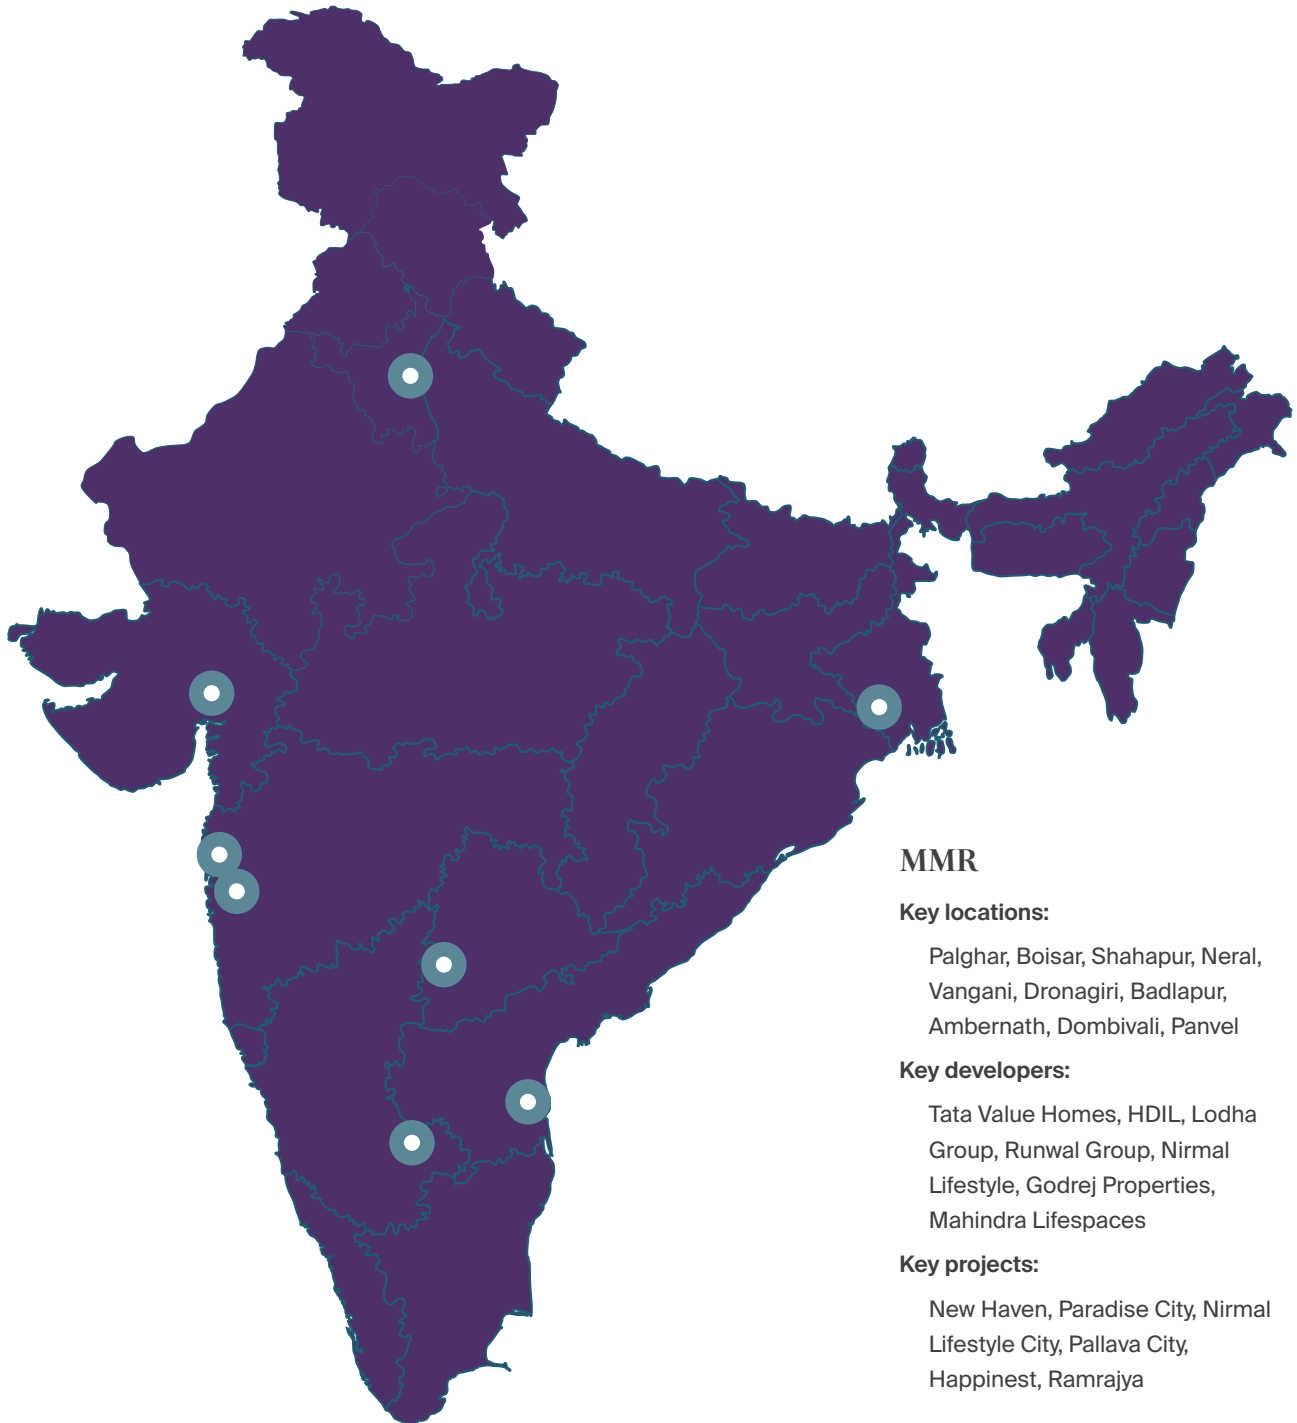 MMR
Key locations:
Palghar, Boisar, Shahapur, Neral,
Vangani, Dronagiri, Badlapur,
Ambernath, Dombivali, Panvel
Key developers:
Tata Value Homes, HDIL, Lodha
Group, Runwal Group, Nirmal
Lifestyle, Godrej Properties,
Mahindra Lifespaces
Key projects:
New Haven, Paradise City, Nirmal
Lifestyle City, Pallava City,
Happinest, Ramrajya